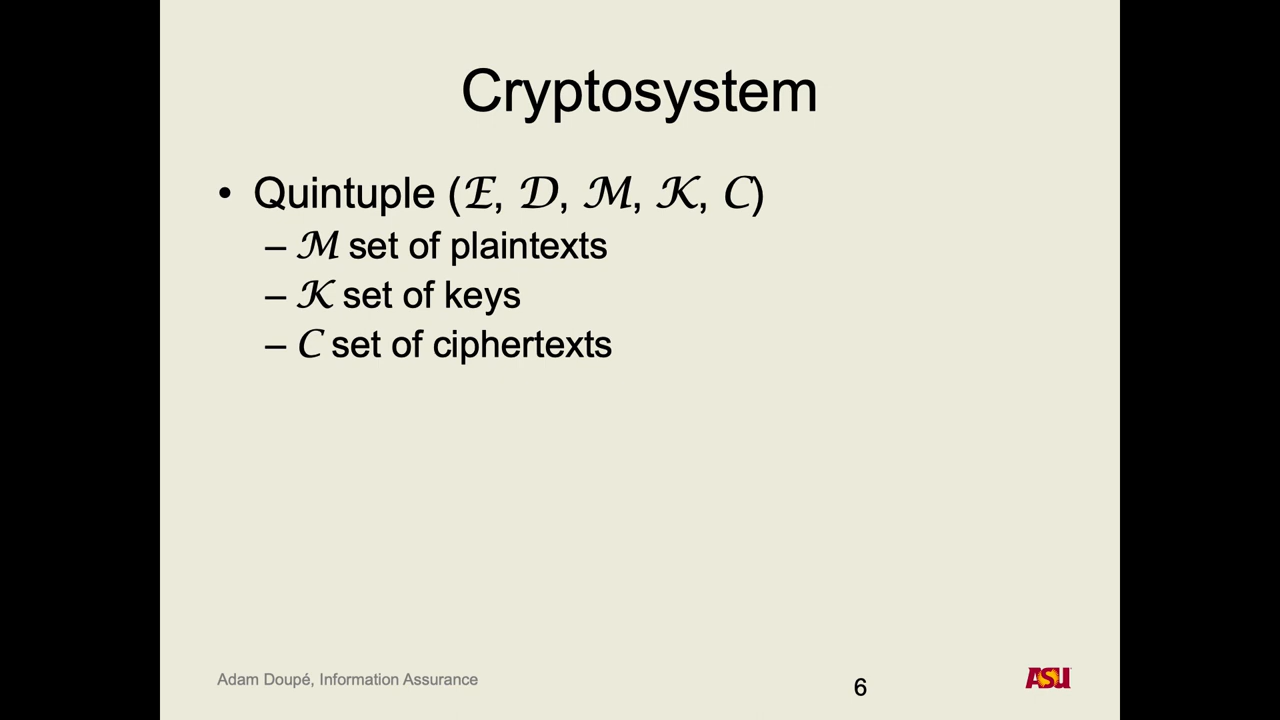 Cryptosystem
• Quintuple (ℰ, 𝒟, ℳ, 𝒦, 𝒞)
– ℳ set of plaintexts
– 𝒦 set of keys
– 𝒞 set of ciphertexts
Adam Doupé, Information Assurance
6
ASU